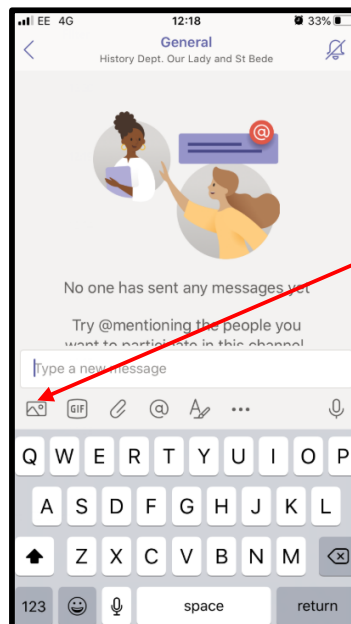 EE 4G 12:18 33%
General
History Dept. Our Lady and St Bede
@
No one has sent any messages yet
Try @mentioning the people you
want to participate in this channel
Type a new message
GIF @ A ...
Q W E R T Y U I O P
A S D F G H J K L
Z X C V B N M
123 space return